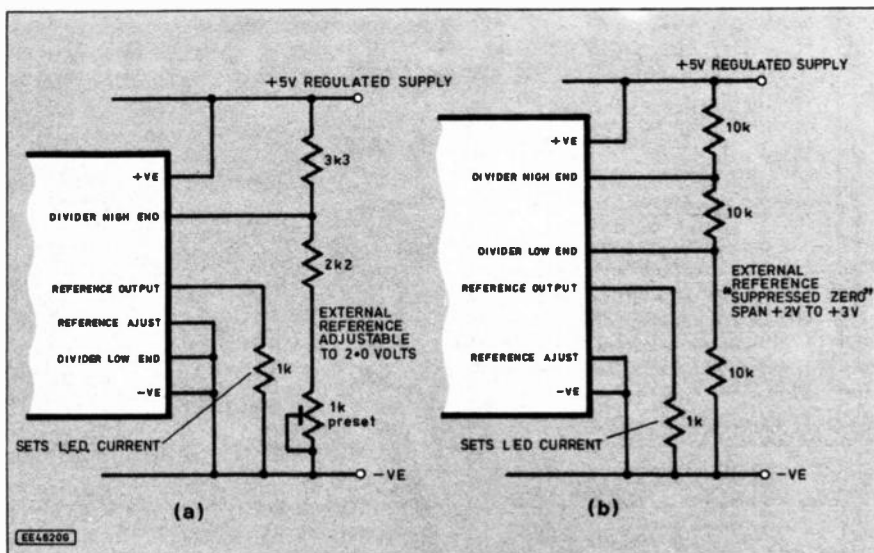 +5V REGULATED SUPPLY
3k3
+VE
DIVIDER HIGH END
2k2
REFERENCE OUTPUT
EXTERNAL
REFERENCE
ADJUSTABLE
TO 2·0 VOLTS
REFERENCE AJUST
DIVIDER LOW END
1k
-VE
1k
preset
SETS L.E.D. CURRENT
-VE
(a)
+5V REGULATED SUPPLY
10k
+VE
DIVIDER HIGH END
10k
DIVIDER LOW END
REFERENCE OUTPUT
EXTERNAL
REFERENCE
"SUPPRESSED ZERO"
SPAN +2V TO +3V
REFERENCE AJUST
10k
-VE
1k
SETS LED CURRENT
-VE
(b)
EE4620G